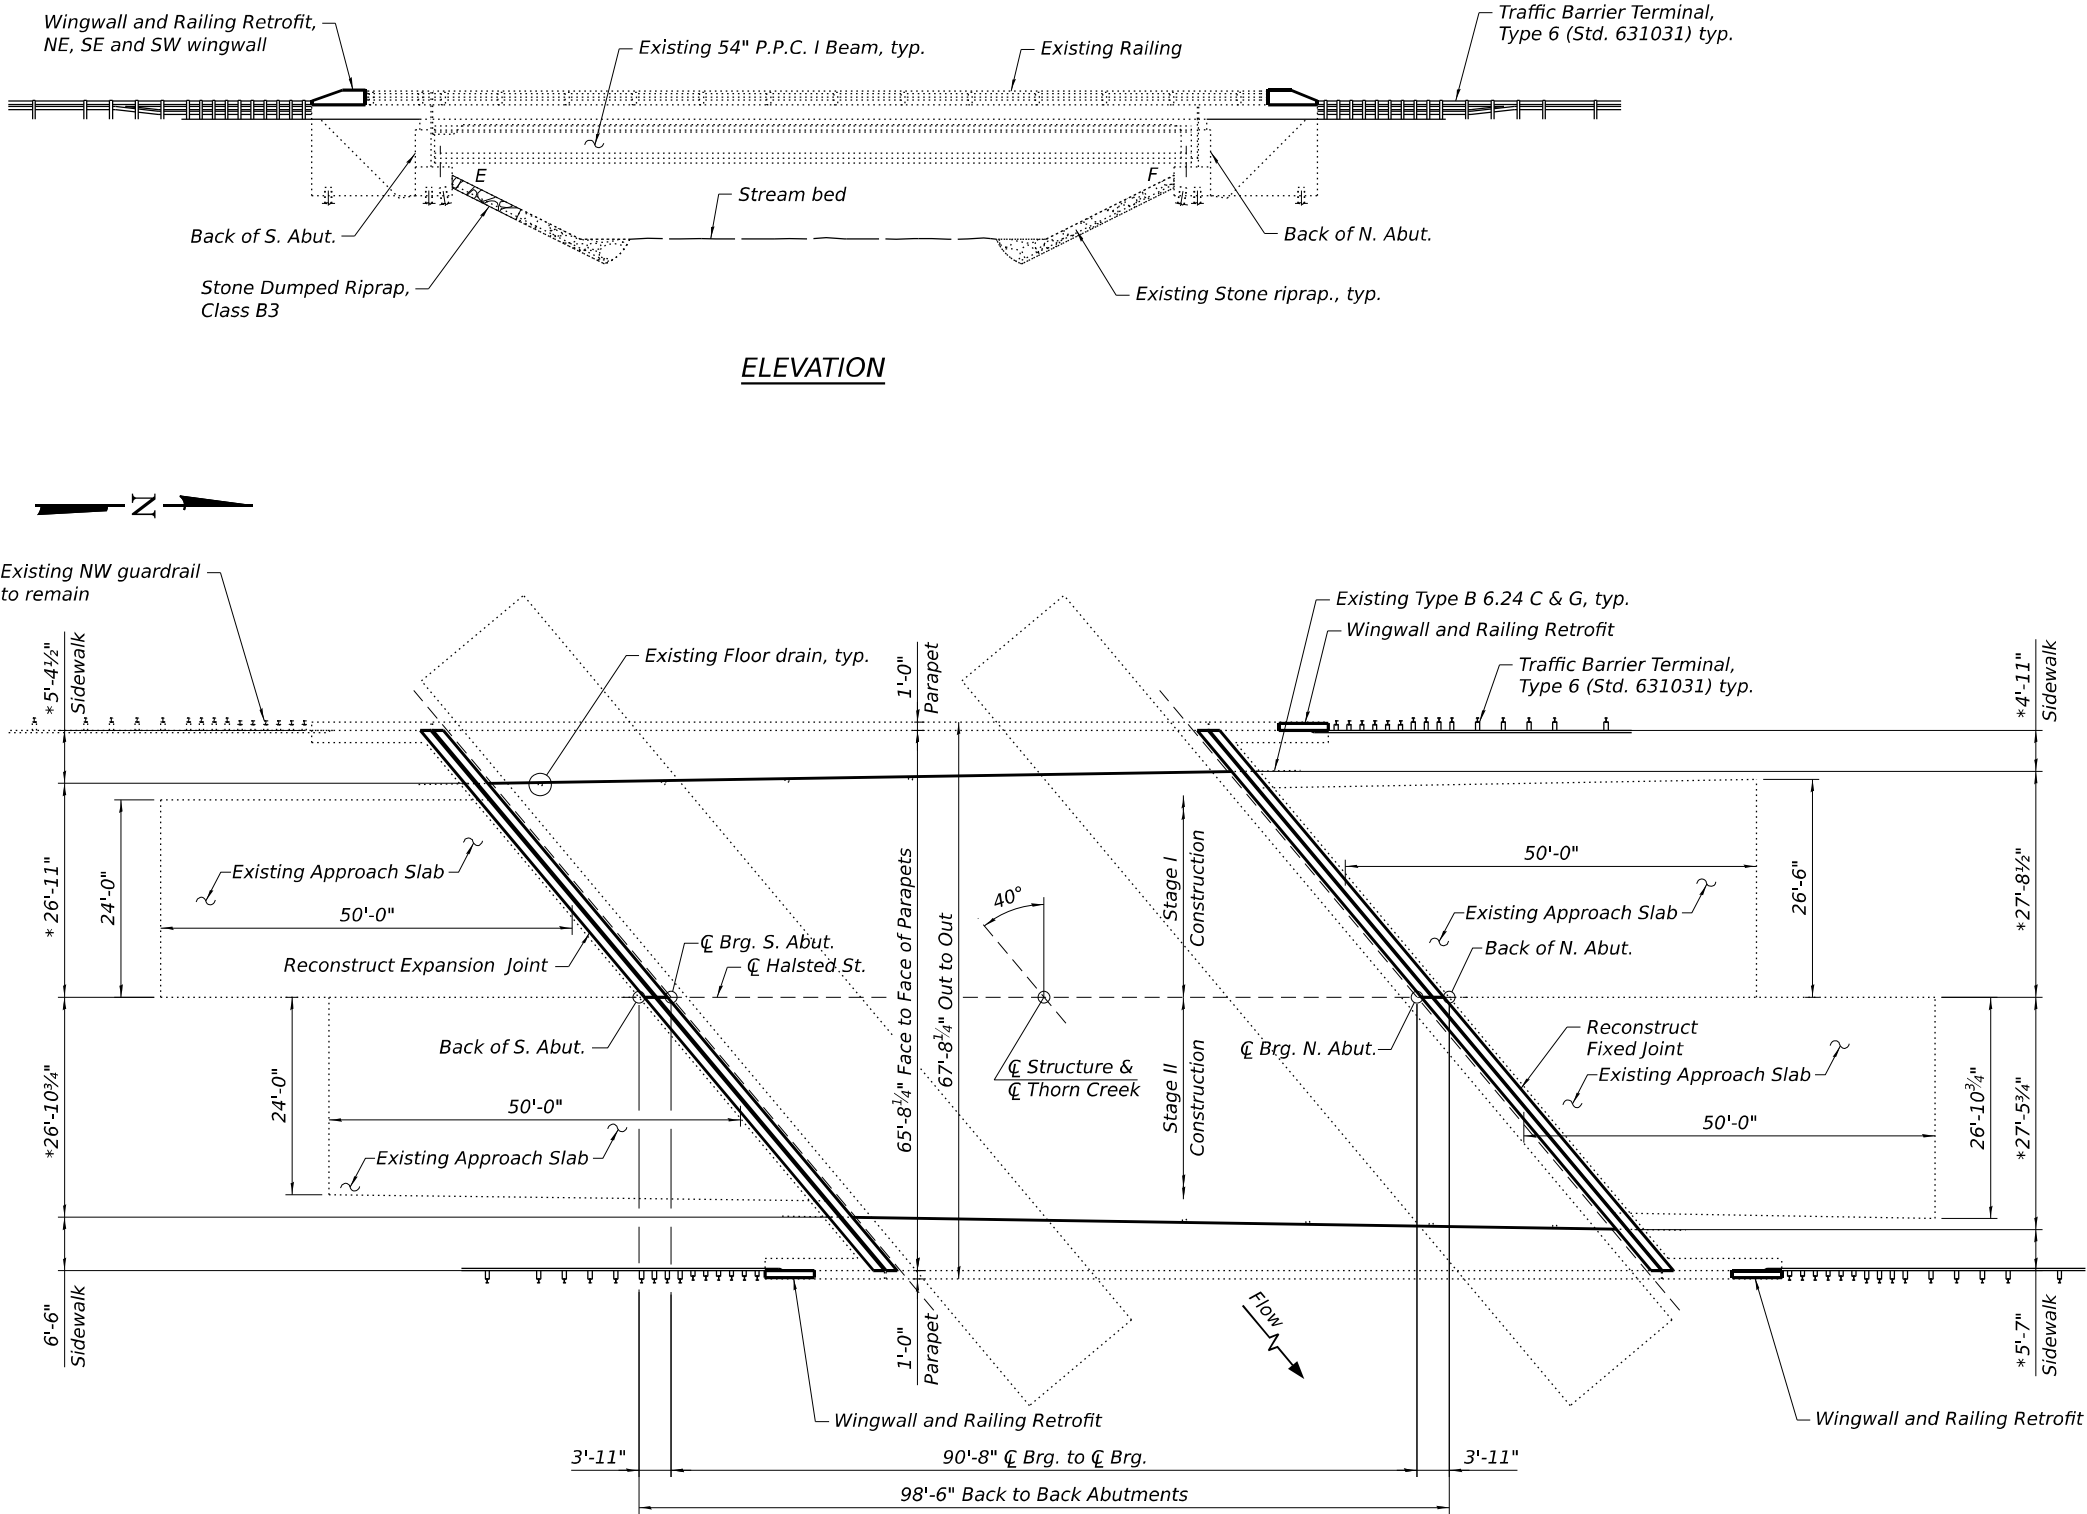 Wingwall and Railing Retrofit,
NE, SE and SW wingwall
Existing 54" P.P.C. I Beam, typ.
Existing Railing
Traffic Barrier Terminal,
Type 6 (Std. 631031) typ.
E
F
Stream bed
Back of S. Abut.
Back of N. Abut.
Stone Dumped Riprap,
Class B3
Existing Stone riprap., typ.
ELEVATION
N
Existing NW guardrail
to remain
*5'-4½"
Sidewalk
Existing Floor drain, typ.
1'-0"
Parapet
Existing Type B 6.24 C & G, typ.
Wingwall and Railing Retrofit
Traffic Barrier Terminal,
Type 6 (Std. 631031) typ.
*4'-11"
Sidewalk
* 26'-11"
24'-0"
Existing Approach Slab
50'-0"
Reconstruct Expansion Joint
℄ Brg. S. Abut.
℄ Halsted St.
65'-8¼" Face to Face of Parapets
67'-8¼" Out to Out
40°
Stage I
Construction
50'-0"
Existing Approach Slab
Back of N. Abut.
26'-6"
*27'-8½"
*26'-10¾"
24'-0"
Back of S. Abut.
50'-0"
Existing Approach Slab
℄ Structure &
℄ Thorn Creek
Stage II
Construction
℄ Brg. N. Abut.
Reconstruct
Fixed Joint
Existing Approach Slab
50'-0"
26'-10¾"
*27'-5¾"
6'-6"
Sidewalk
1'-0"
Parapet
Flow
*5'-7"
Sidewalk
Wingwall and Railing Retrofit
Wingwall and Railing Retrofit
3'-11"
90'-8" ℄ Brg. to ℄ Brg.
3'-11"
98'-6" Back to Back Abutments